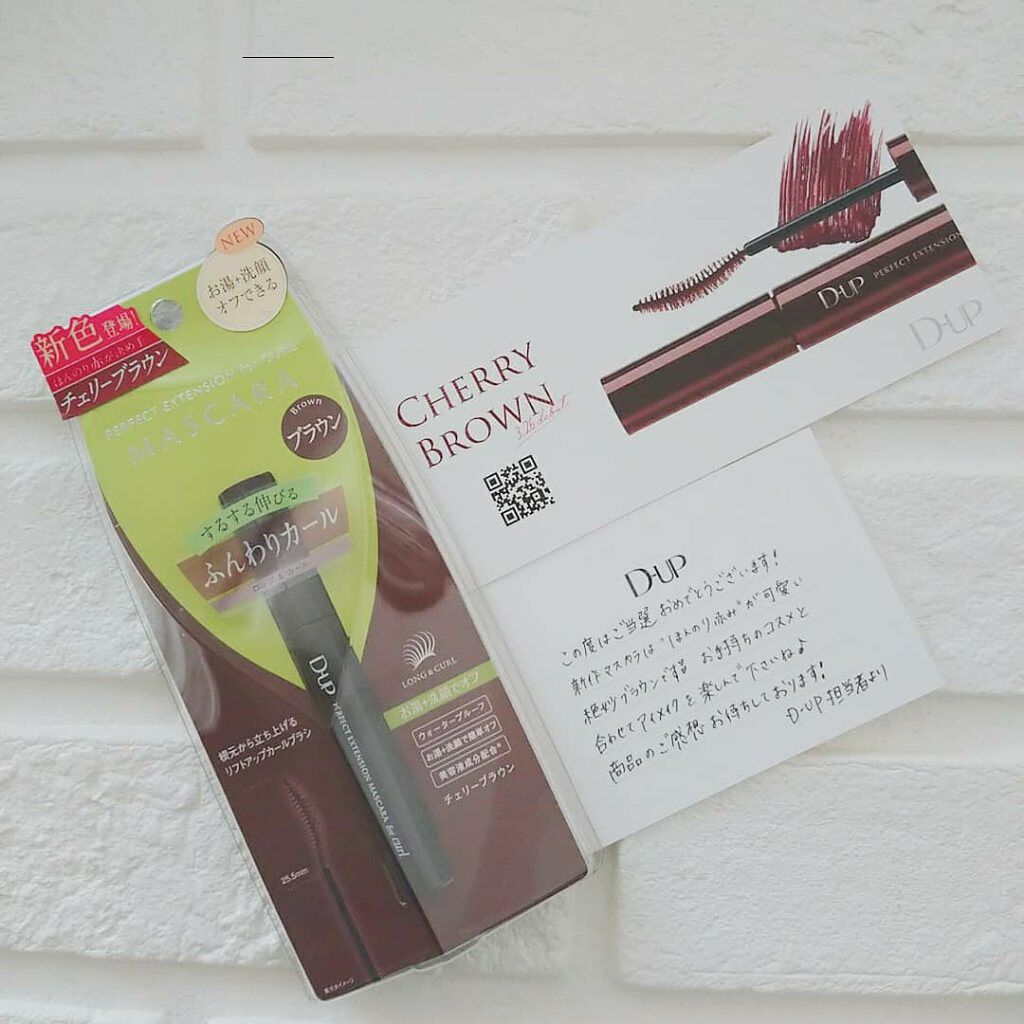 NEW
お湯+洗顔
オフできる
新色登場!
ほんのり赤が決め手
チェリーブラウン
PERFECT EXTENSION for curl
MASCARA
Brown
ブラウン
するする伸びる
ふんわりカール
D-UP
PERFECT EXTENSION MASCARA for curl
LONG & CURL
お湯+洗顔でオフ
ウォータープルーフ
お湯+洗顔で簡単オフ
美容液成分配合*
チェリーブラウン
根元から立ち上げる
リフトアップカールブラシ
25.5mm
CHERRY
BROWN
3.26 debut
D-UP PERFECT EXTENSION
D-UP
D-UP
この度はご当選おめでとうございます!
新作マスカラは"ほんのり赤み"が可愛い
絶妙ブラウンです。お手持ちのコスメと
合わせてアイメイクを楽しんで下さいね♪
商品のご感想お待ちしております!
D-UP担当者より